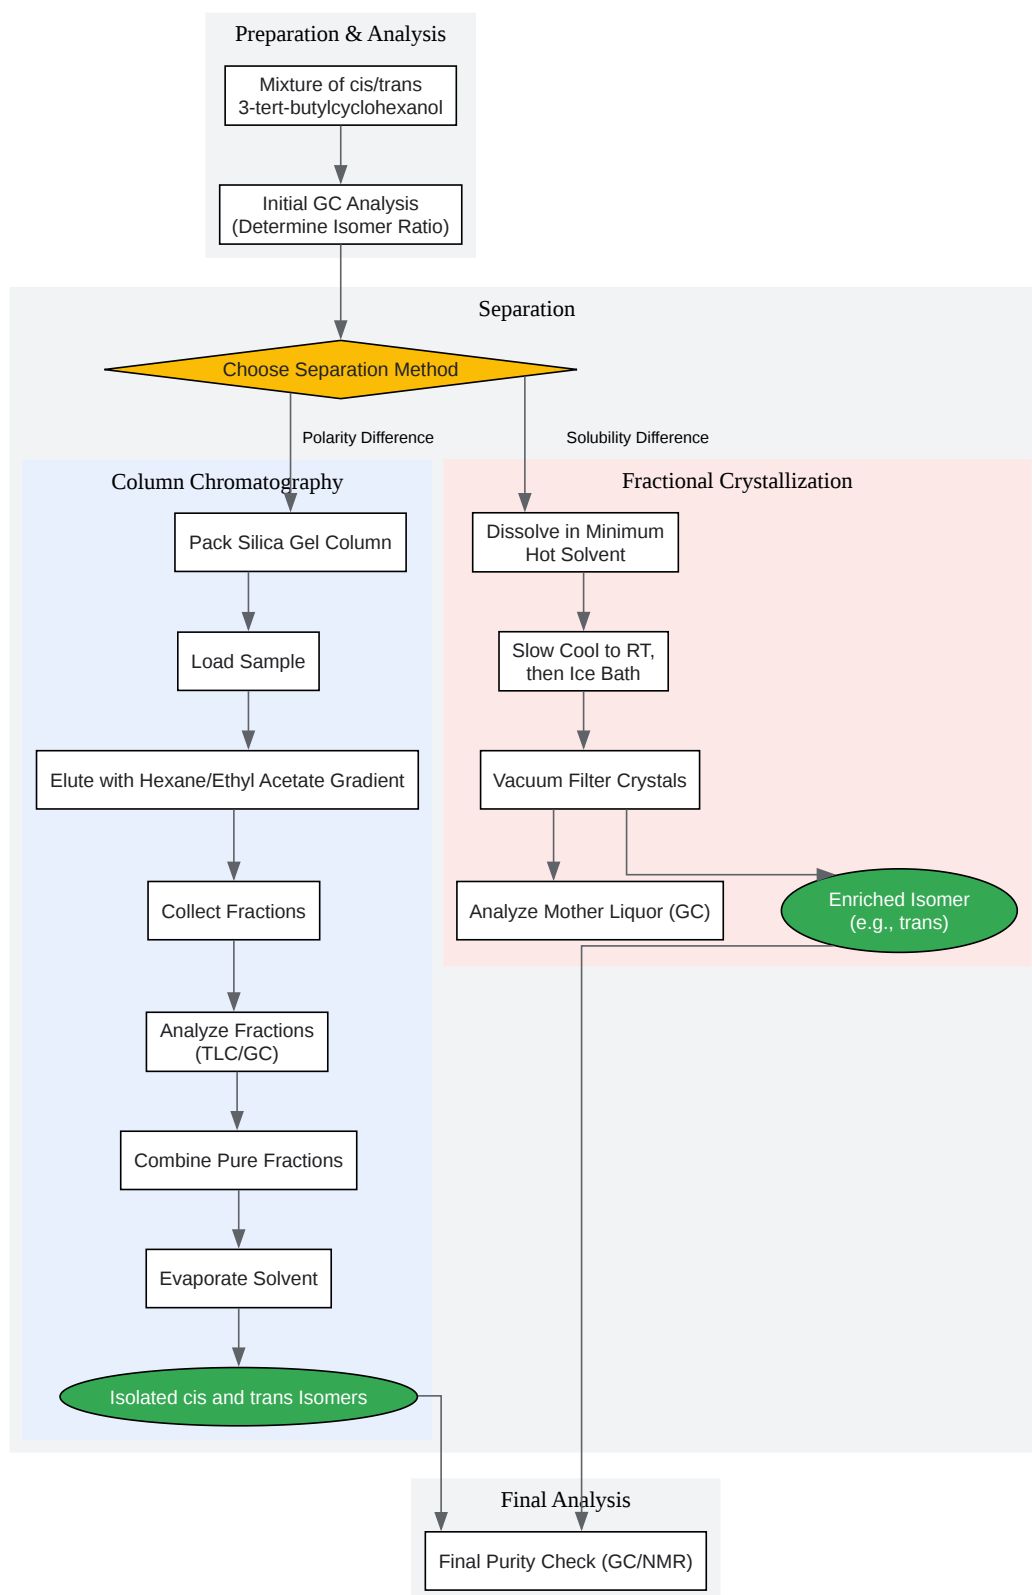 Preparation & Analysis
Mixture of cis/trans
3-tert-butylcyclohexanol
Initial GC Analysis
(Determine Isomer Ratio)
Separation
Choose Separation Method
Polarity Difference
Solubility Difference
Column Chromatography
Pack Silica Gel Column
Load Sample
Elute with Hexane/Ethyl Acetate Gradient
Collect Fractions
Analyze Fractions
(TLC/GC)
Combine Pure Fractions
Evaporate Solvent
Isolated cis and trans Isomers
Fractional Crystallization
Dissolve in Minimum
Hot Solvent
Slow Cool to RT,
then Ice Bath
Vacuum Filter Crystals
Analyze Mother Liquor (GC)
Enriched Isomer
(e.g., trans)
Final Analysis
Final Purity Check (GC/NMR)